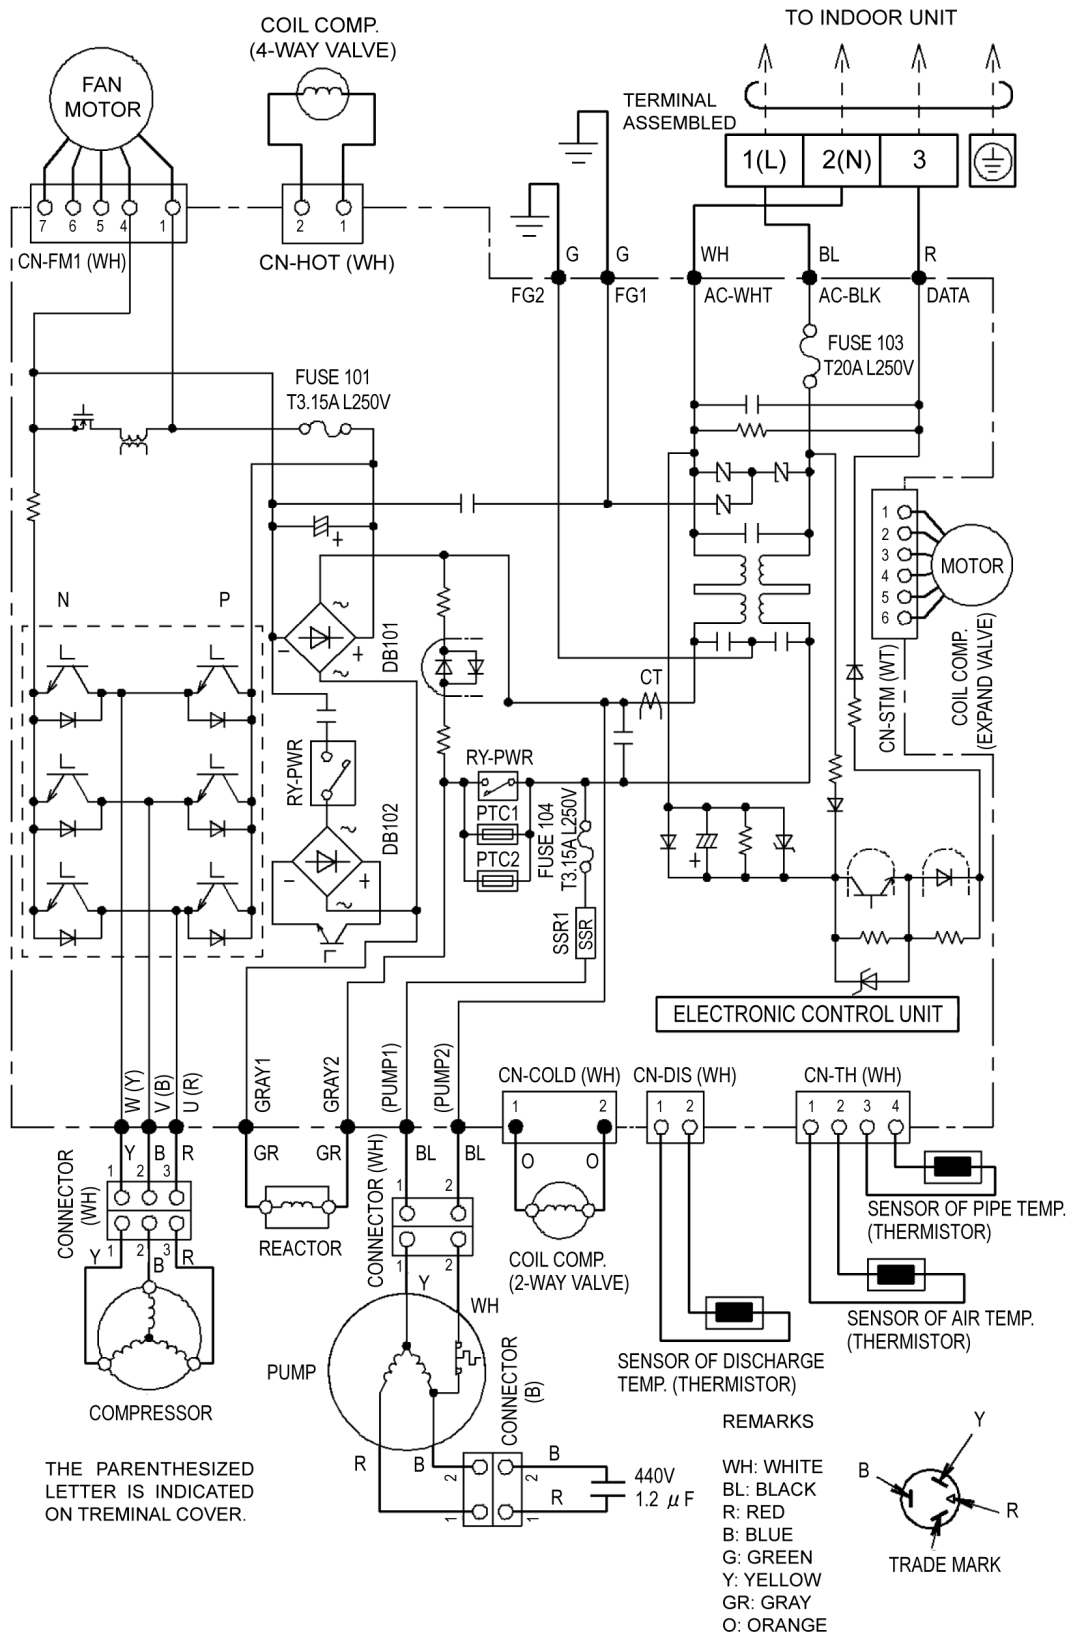 TO INDOOR UNIT
COIL COMP.
(4-WAY VALVE)
FAN
MOTOR
TERMINAL
ASSEMBLED
1(L)
2(N)
3
7
6
5
4
1
2
1
CN-FM1 (WH)
CN-HOT (WH)
G
G
WH
BL
R
FG2
FG1
AC-WHT
AC-BLK
DATA
FUSE 103
T20A L250V
FUSE 101
T3.15A L250V
1
2
3
4
5
6
MOTOR
CN-STM (WT)
COIL COMP.
(EXPAND VALVE)
N
P
~
-
+
~
DB101
CT
RY-PWR
RY-PWR
PTC1
PTC2
FUSE 104
T3.15A L250V
~
-
+
~
DB102
+
+
SSR1
SSR
ELECTRONIC CONTROL UNIT
W (Y)
V (B)
U (R)
GRAY1
GRAY2
(PUMP1)
(PUMP2)
CN-COLD (WH)
1
2
CN-DIS (WH)
1
2
CN-TH (WH)
1
2
3
4
Y
B
R
GR
GR
BL
BL
O
O
1
2
3
CONNECTOR
(WH)
1
2
3
Y
B
R
REACTOR
CONNECTOR (WH)
1
2
1
2
COIL COMP.
(2-WAY VALVE)
SENSOR OF PIPE TEMP.
(THERMISTOR)
SENSOR OF AIR TEMP.
(THERMISTOR)
SENSOR OF DISCHARGE
TEMP. (THERMISTOR)
Y
WH
PUMP
COMPRESSOR
CONNECTOR
(B)
R
B
2
1
2
1
B
R
440V
1.2 μF
THE PARENTHESIZED
LETTER IS INDICATED
ON TREMINAL COVER.
REMARKS
WH: WHITE
BL: BLACK
R: RED
B: BLUE
G: GREEN
Y: YELLOW
GR: GRAY
O: ORANGE
Y
B
R
TRADE MARK